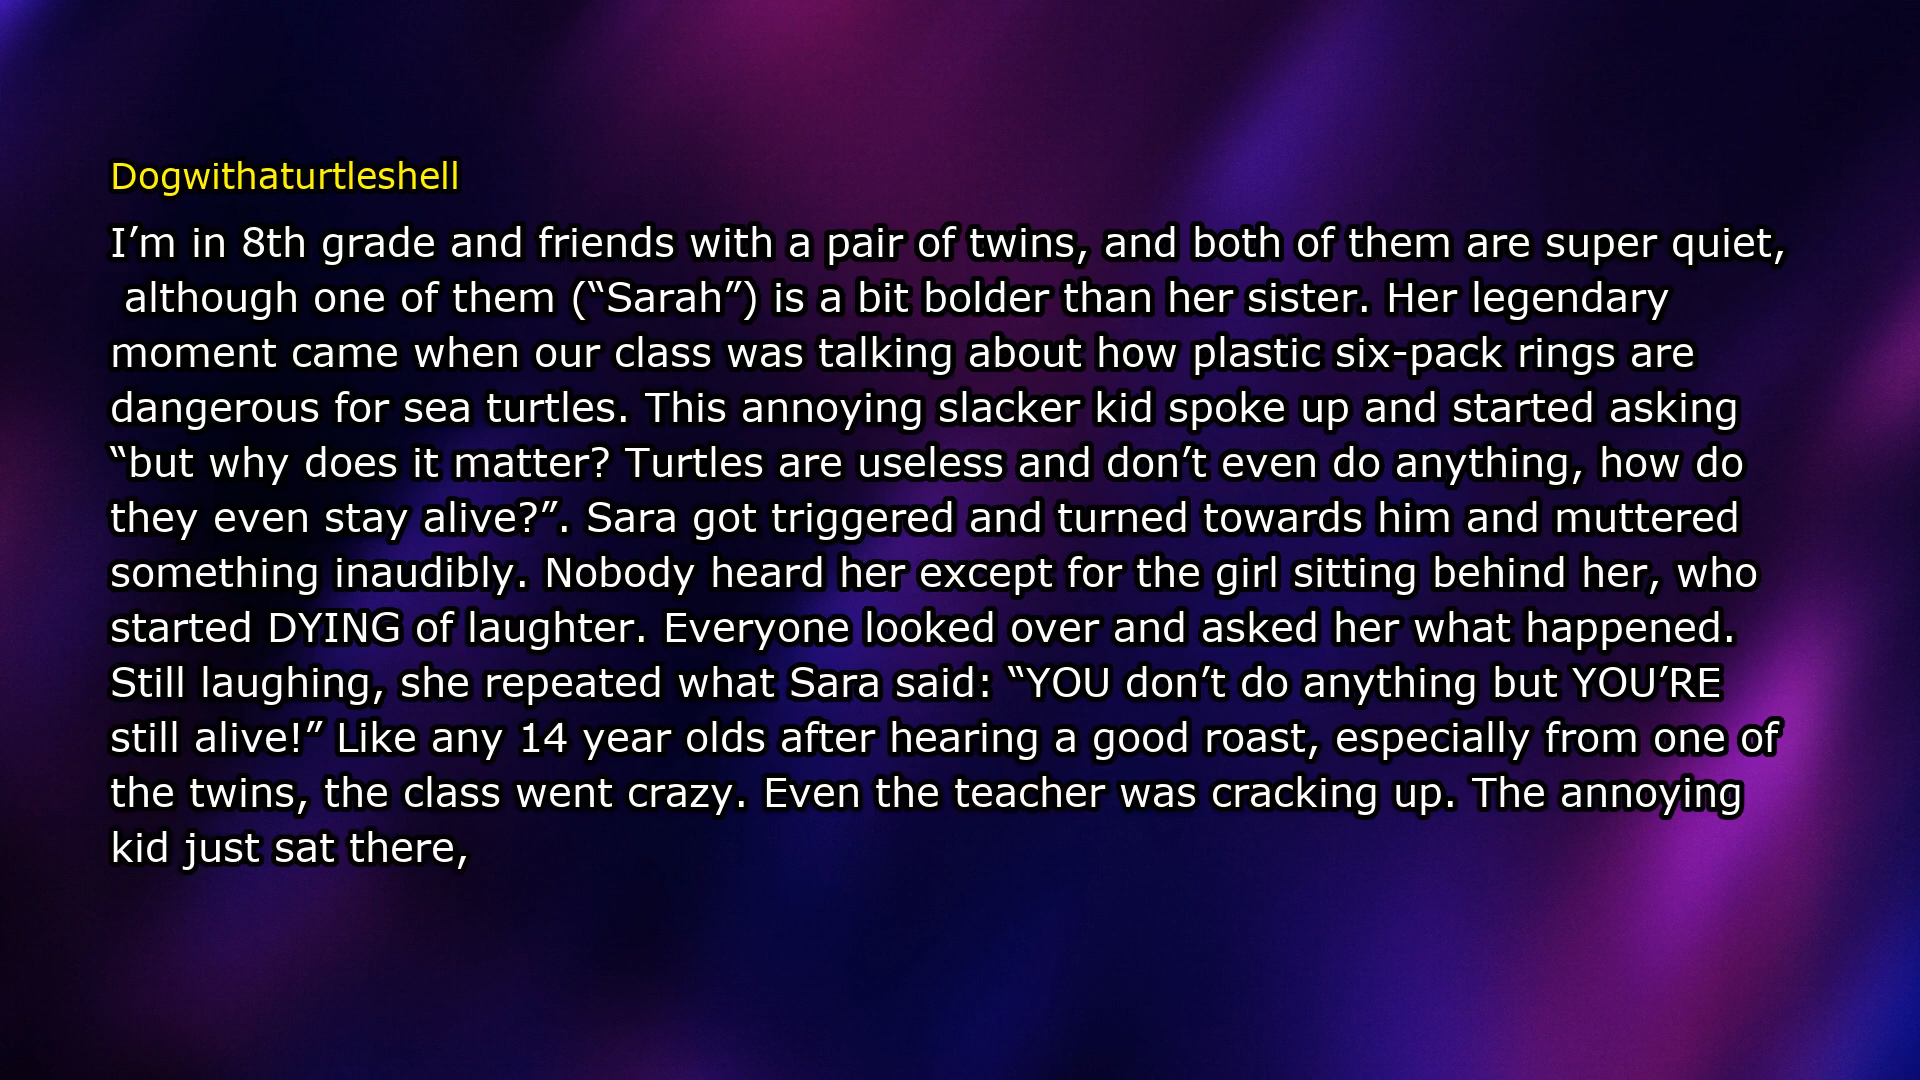 Dogwithaturtleshell
I’m in 8th grade and friends with a pair of twins, and both of them are super quiet,
although one of them (“Sarah”) is a bit bolder than her sister. Her legendary
moment came when our class was talking about how plastic six-pack rings are
dangerous for sea turtles. This annoying slacker kid spoke up and started asking
“but why does it matter? Turtles are useless and don’t even do anything, how do
they even stay alive?”. Sara got triggered and turned towards him and muttered
something inaudibly. Nobody heard her except for the girl sitting behind her, who
started DYING of laughter. Everyone looked over and asked her what happened.
Still laughing, she repeated what Sara said: “YOU don’t do anything but YOU’RE
still alive!” Like any 14 year olds after hearing a good roast, especially from one of
the twins, the class went crazy. Even the teacher was cracking up. The annoying
kid just sat there,